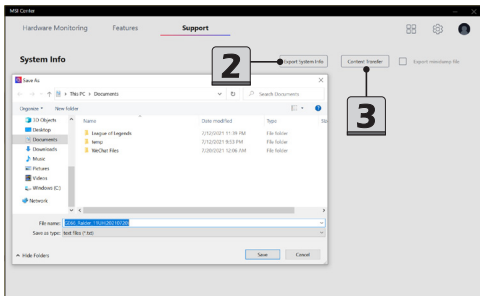 MSI Center
Hardware Monitoring Features Support
System Info
2
Export System Info
Content Transfer
Export minidump file
3
Save As
This PC > Documents
Search Documents
Organize New folder
3D Objects
Desktop
Documents
Downloads
Music
Pictures
Videos
Windows (C:)
Network
Name Date modified Type
League of Legends 2/12/2021 11:39 PM File folder
temp 2/12/2021 9:53 PM File folder
WeChat Files 7/20/2021 12:06 AM File folder
File name:
Save as type: text files (*.txt)
Hide Folders
Save Cancel